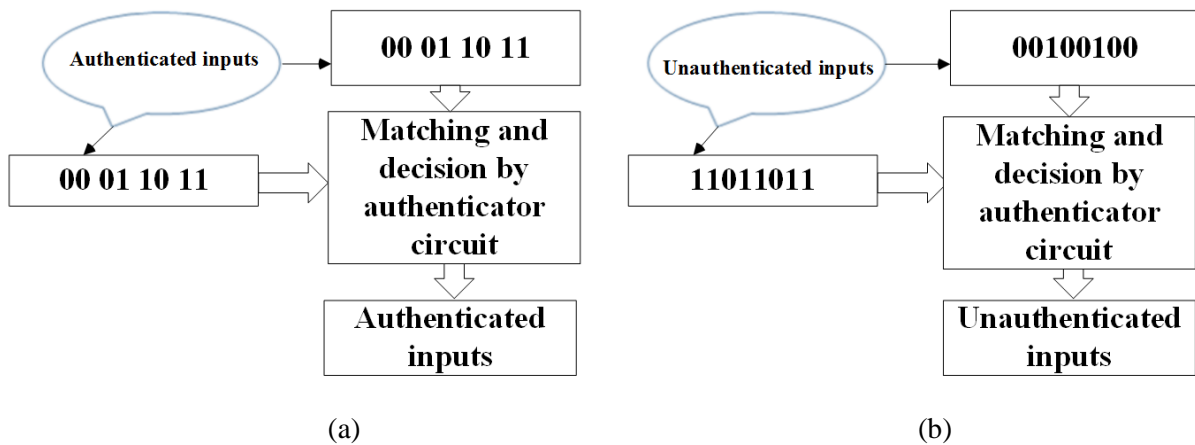 Authenticated inputs
00 01 10 11
00 01 10 11
Matching and
decision by
authenticator
circuit
Authenticated
inputs
(a)
Unauthenticated inputs
00100100
11011011
Matching and
decision by
authenticator
circuit
Unauthenticated
inputs
(b)